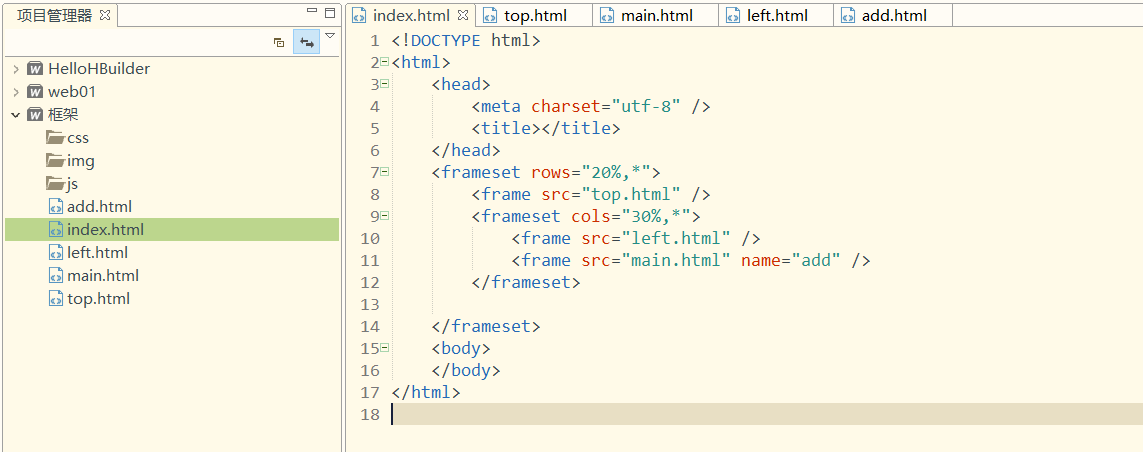 项目管理器
HelloHBuilder
web01
框架
css
img
js
add.html
index.html
left.html
main.html
top.html
index.html top.html main.html left.html add.html
1 <!DOCTYPE html>
2 <html>
3 <head>
4 <meta charset="utf-8" />
5 <title></title>
6 </head>
7 <frameset rows="20%,*">
8 <frame src="top.html" />
9 <frameset cols="30%,*">
10 <frame src="left.html" />
11 <frame src="main.html" name="add" />
12 </frameset>
13
14 </frameset>
15 <body>
16 </body>
17 </html>
18